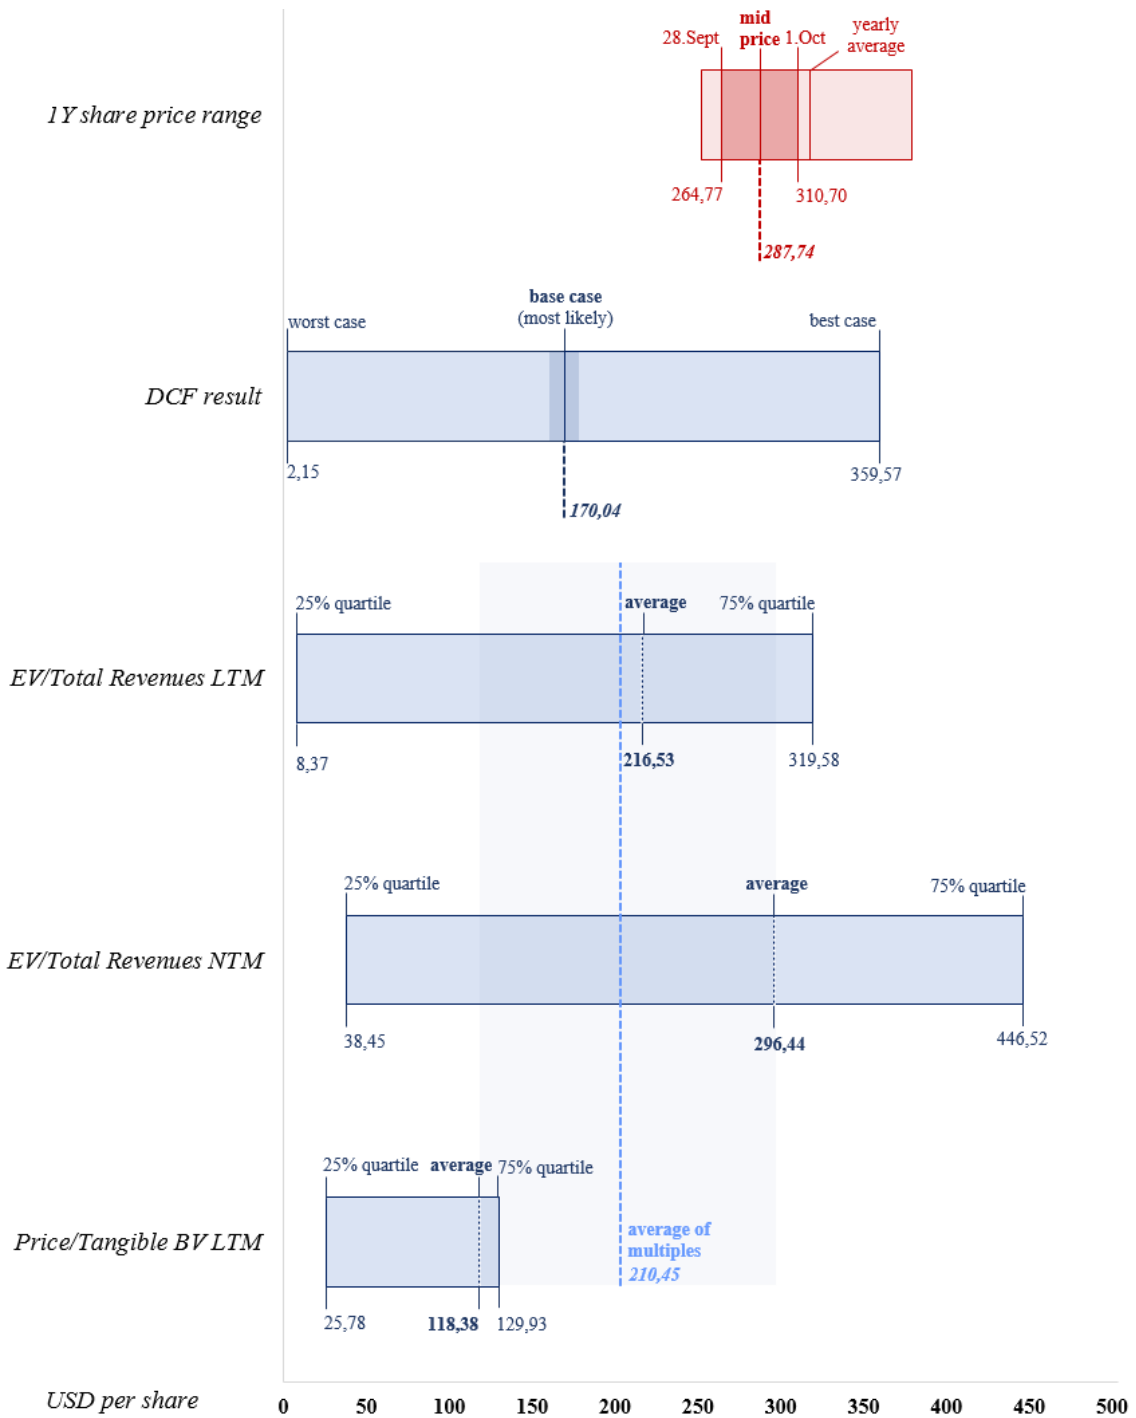 mid
price
28.Sept
1.Oct
yearly
average
1Y share price range
264,77
310,70
287,74
base case
(most likely)
worst case
best case
DCF result
2,15
359,57
170,04
25% quartile
average
75% quartile
EV/Total Revenues LTM
8,37
216,53
319,58
25% quartile
average
75% quartile
EV/Total Revenues NTM
38,45
296,44
446,52
25% quartile
average
75% quartile
Price/Tangible BV LTM
average of
multiples
210,45
25,78
118,38
129,93
USD per share
0 50 100 150 200 250 300 350 400 450 500